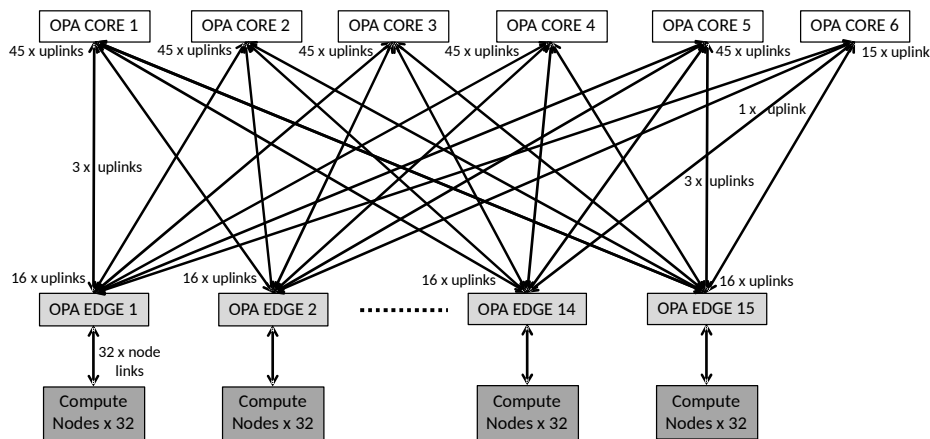 OPA CORE 1
OPA CORE 2
OPA CORE 3
OPA CORE 4
OPA CORE 5
OPA CORE 6
45 x uplinks
45 x uplinks
45 x uplinks
45 x uplinks
45 x uplinks
15 x uplink
1 x uplink
3 x uplinks
3 x uplinks
16 x uplinks
16 x uplinks
16 x uplinks
16 x uplinks
OPA EDGE 1
OPA EDGE 2
OPA EDGE 14
OPA EDGE 15
32 x node
links
Compute
Nodes x 32
Compute
Nodes x 32
Compute
Nodes x 32
Compute
Nodes x 32